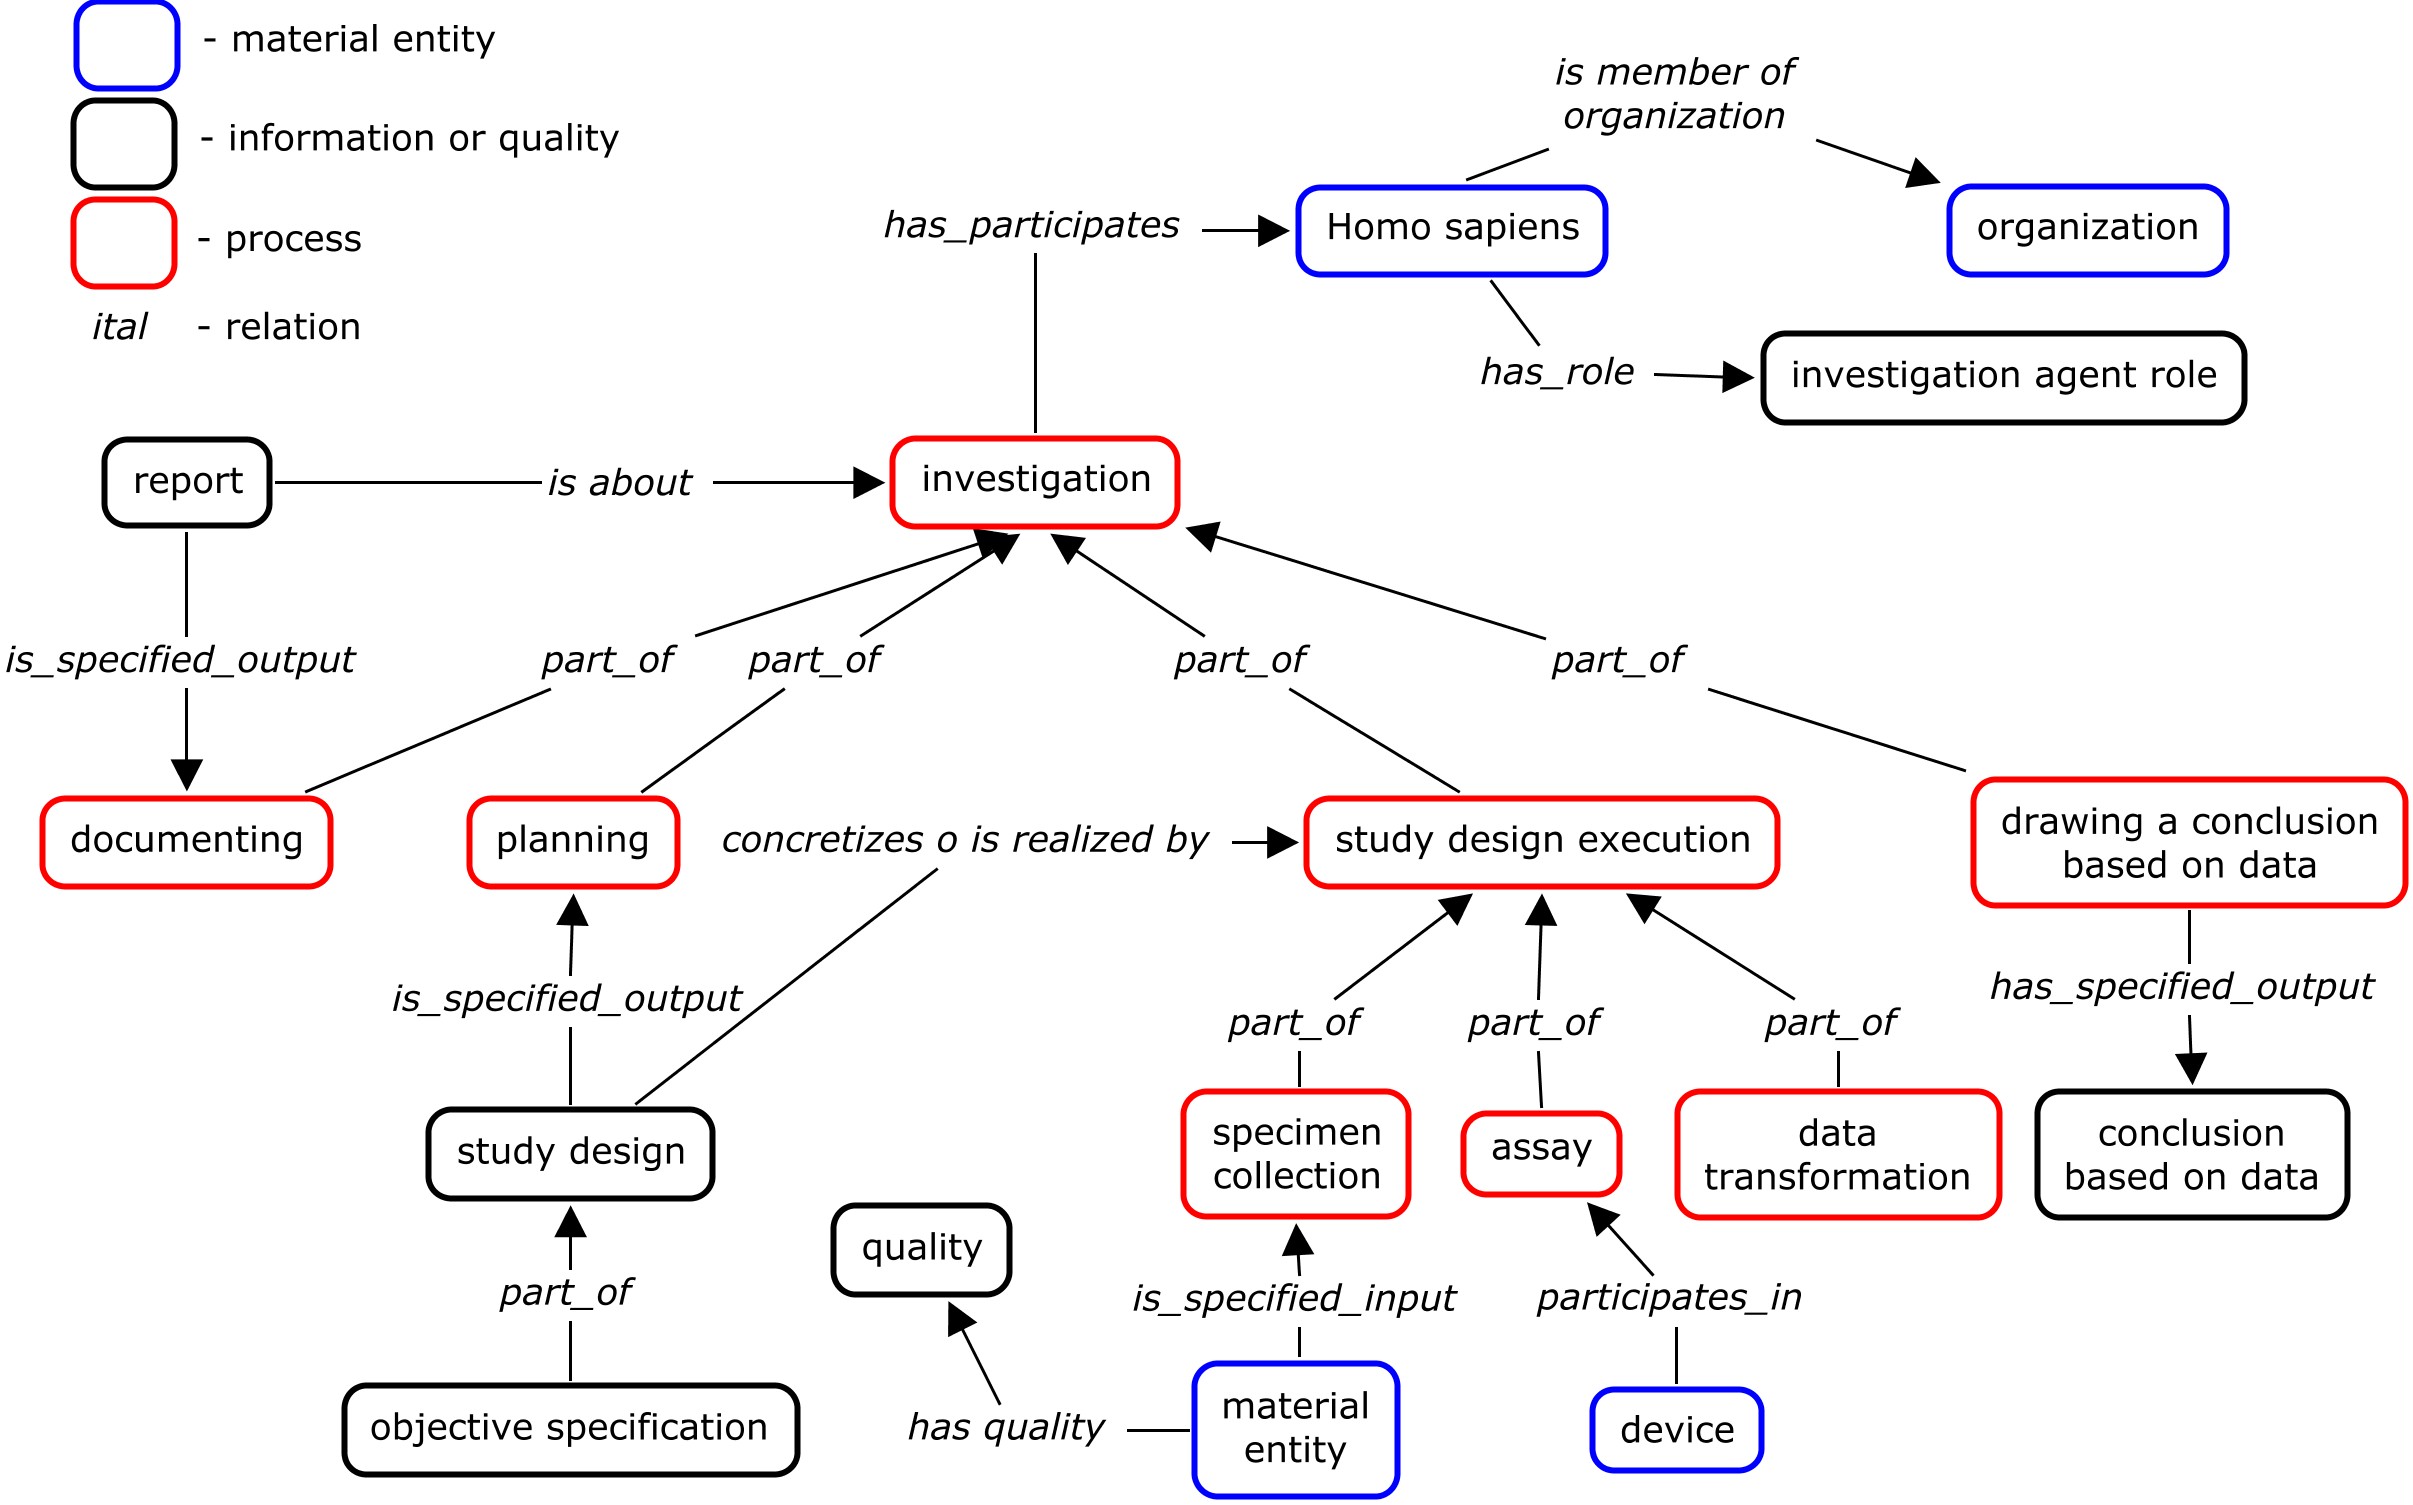 - material entity
- information or quality
- process
ital - relation
is member of
organization
has_participates
Homo sapiens
organization
has_role
investigation agent role
report
is about
investigation
is_specified_output
part_of
part_of
part_of
part_of
documenting
planning
concretizes o is realized by
study design execution
drawing a conclusion
based on data
is_specified_output
part_of
part_of
part_of
has_specified_output
study design
specimen
collection
assay
data
transformation
conclusion
based on data
quality
part_of
is_specified_input
participates_in
objective specification
has quality
material
entity
device